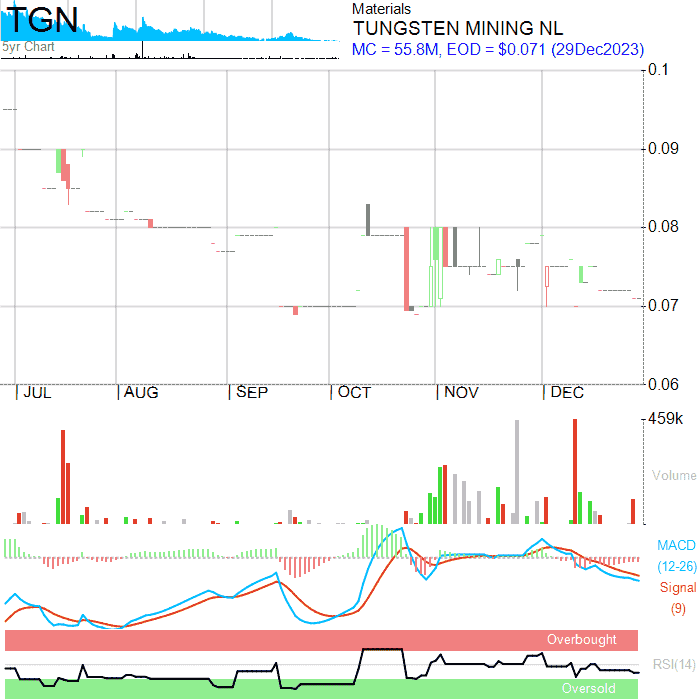 TGN
5yr Chart
Materials
TUNGSTEN MINING NL
MC = 55.8M, EOD = $0.071 (29Dec2023)
0.1
0.09
0.08
0.07
0.06
JUL AUG SEP OCT NOV DEC
459k
Volume
MACD
(12-26)
Signal
(9)
Overbought
RSI(14)
Oversold